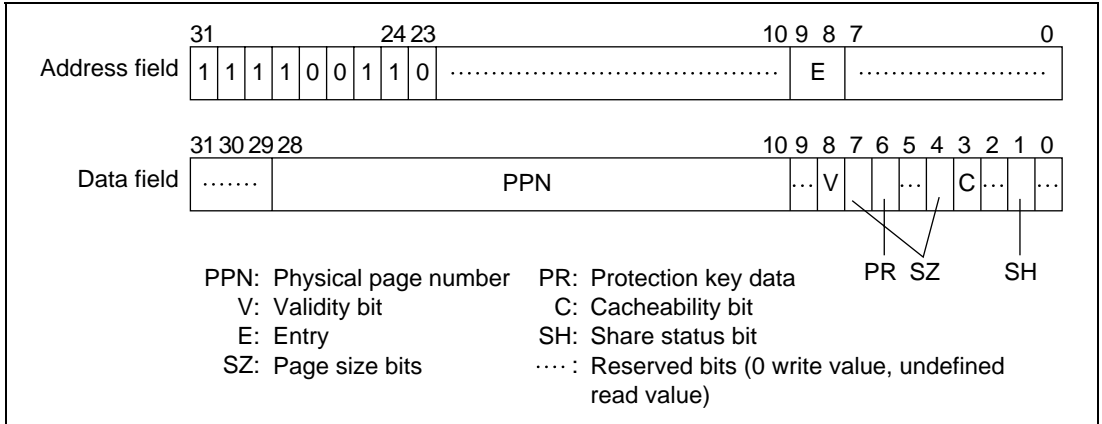 31 24 23 10 9 8 7 0
Address field 1 1 1 1 0 0 1 1 0 ........ E ........
31 30 29 28 10 9 8 7 6 5 4 3 2 1 0
Data field ....... PPN ... V ... C ... ...
PR SZ SH
PPN: Physical page number PR: Protection key data
V: Validity bit C: Cacheability bit
E: Entry SH: Share status bit
SZ: Page size bits ....: Reserved bits (0 write value, undefined
read value)